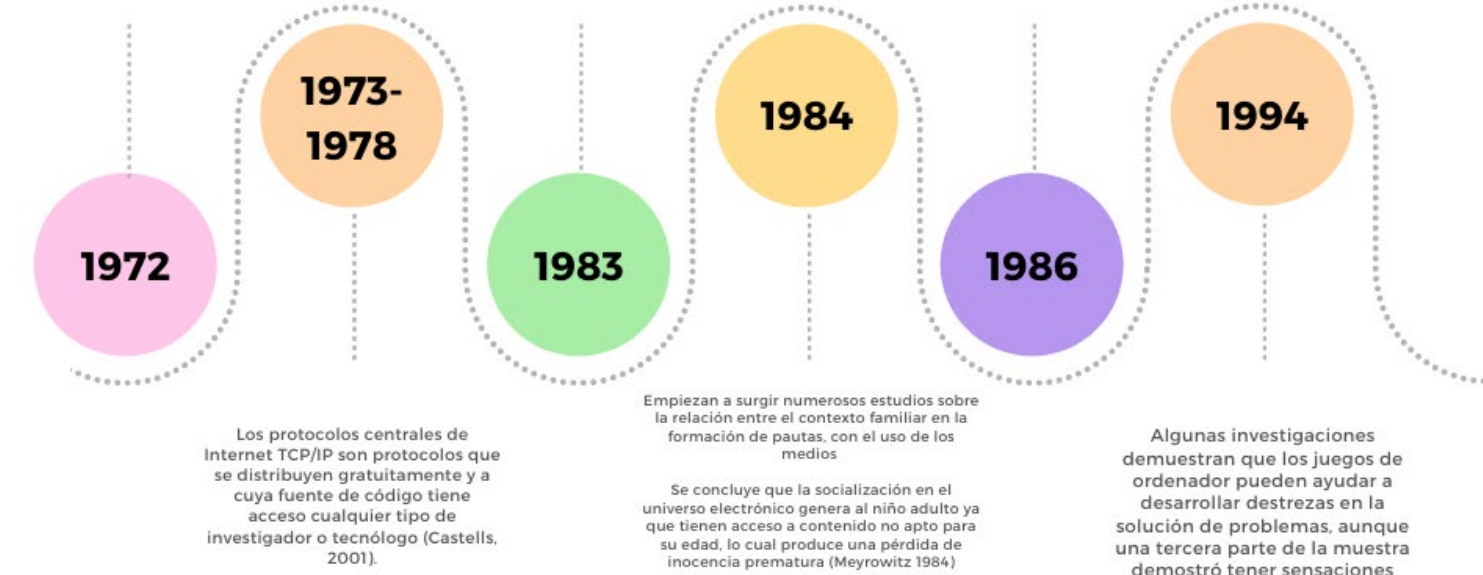 1973-
1978
1984
1994
1972
1983
1986
Los protocolos centrales de
Internet TCP/IP son protocolos que
se distribuyen gratuitamente y a
cuya fuente de código tiene
acceso cualquier tipo de
investigador o tecnólogo (Castells,
2001).
Empiezan a surgir numerosos estudios sobre
la relación entre el contexto familiar en la
formación de pautas, con el uso de los
medios
Se concluye que la socialización en el
universo electrónico genera al niño adulto ya
que tienen acceso a contenido no apto para
su edad, lo cual produce una pérdida de
inocencia prematura (Meyrowitz 1984)
Algunas investigaciones
demuestran que los juegos de
ordenador pueden ayudar a
desarrollar destrezas en la
solución de problemas, aunque
una tercera parte de la muestra
demostró tener sensaciones